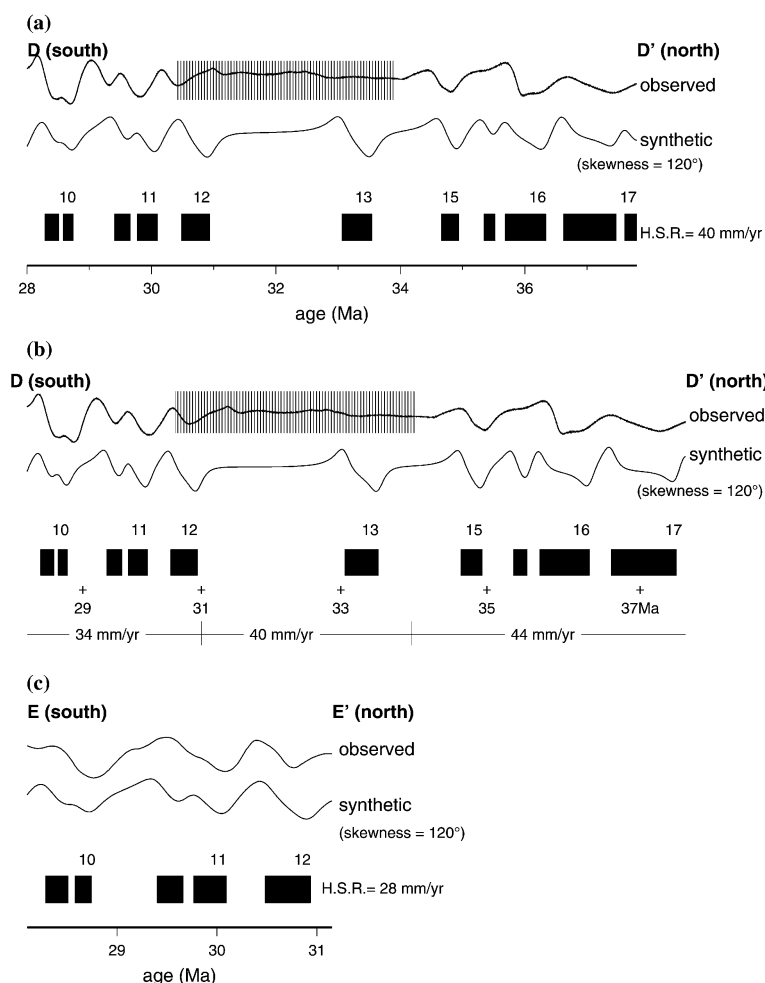 (a)
D (south) D' (north)
observed
synthetic
(skewness = 120°)
10 11 12 13 15 16 17
H.S.R.= 40 mm/yr
28 30 32 34 36
age (Ma)
(b)
D (south) D' (north)
observed
synthetic
(skewness = 120°)
10 11 12 13 15 16 17
+ + + + +
29 31 33 35 37Ma
34 mm/yr 40 mm/yr 44 mm/yr
(c)
E (south) E' (north)
observed
synthetic
(skewness = 120°)
10 11 12
H.S.R.= 28 mm/yr
29 30 31
age (Ma)